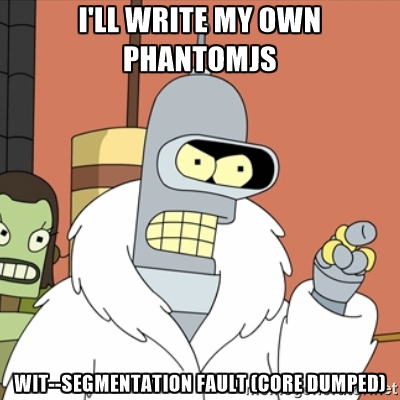 I'LL WRITE MY OWN
PHANTOMJS
WIT--SEGMENTATION FAULT (CORE DUMPED)